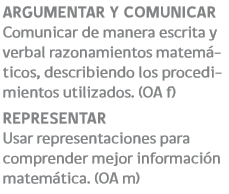 ARGUMENTAR Y COMUNICAR
Comunicar de manera escrita y
verbal razonamientos matemá-
ticos, describiendo los procedi-
mientos utilizados. (OA f)
REPRESENTAR
Usar representaciones para
comprender mejor información
matemática. (OA m)